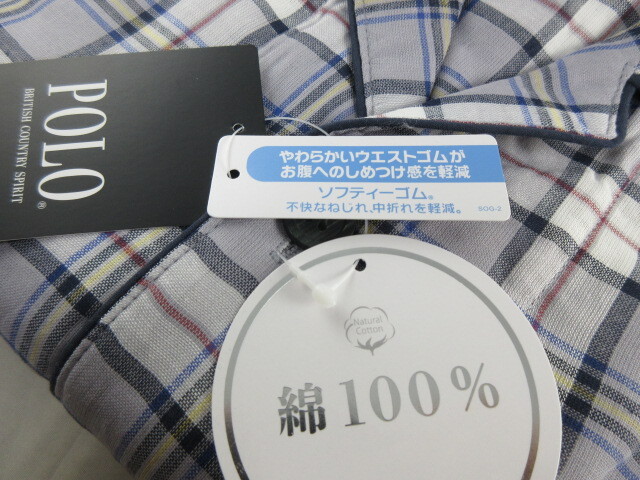 POLO®
BRITISH COUNTRY SPIRIT
やわらかいウエストゴムが
お腹へのしめつけ感を軽減
ソフティーゴム®
不快なねじれ、中折れを軽減。
SOG-2
Natural
Cotton
綿100%